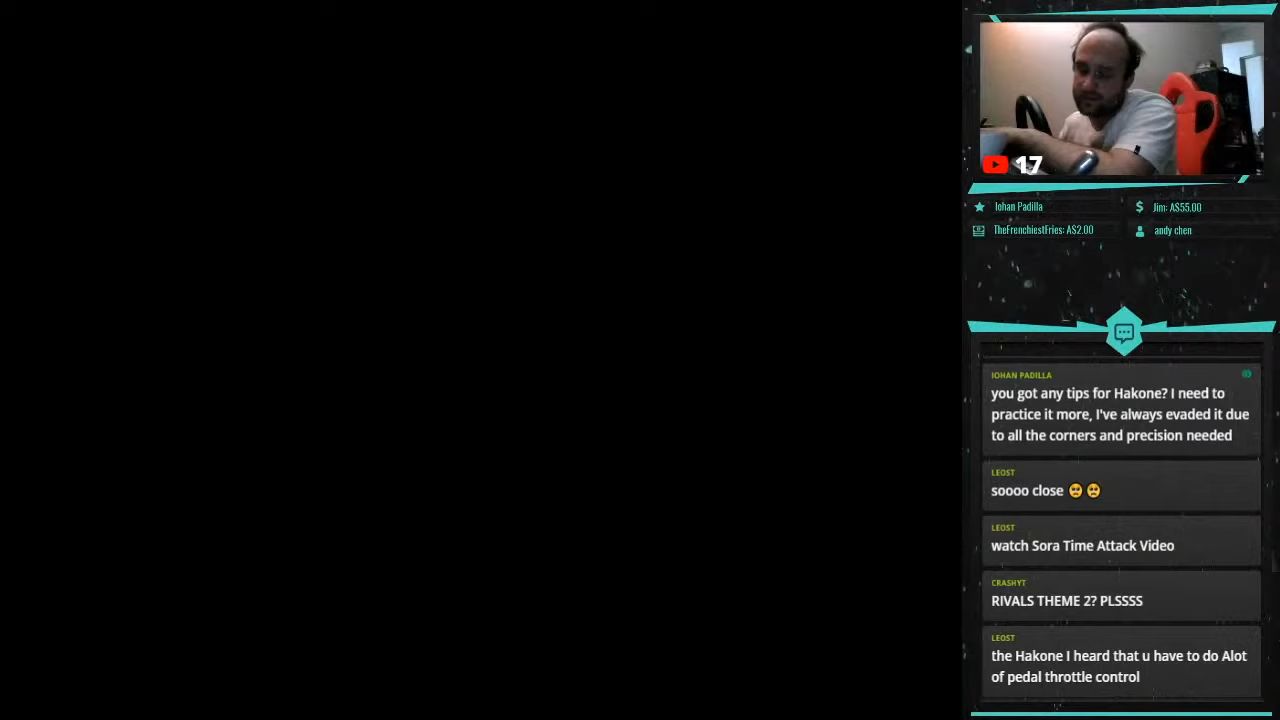 17
Iohan Padilla
Jim: A$55.00
TheFrenchiestFries: A$2.00
andy chen
IOHAN PADILLA
you got any tips for Hakone? I need to
practice it more, I've always evaded it due
to all the corners and precision needed
LEOST
soooo close 🥺🥺
LEOST
watch Sora Time Attack Video
CRASHYT
RIVALS THEME 2? PLSSSS
LEOST
the Hakone I heard that u have to do Alot
of pedal throttle control